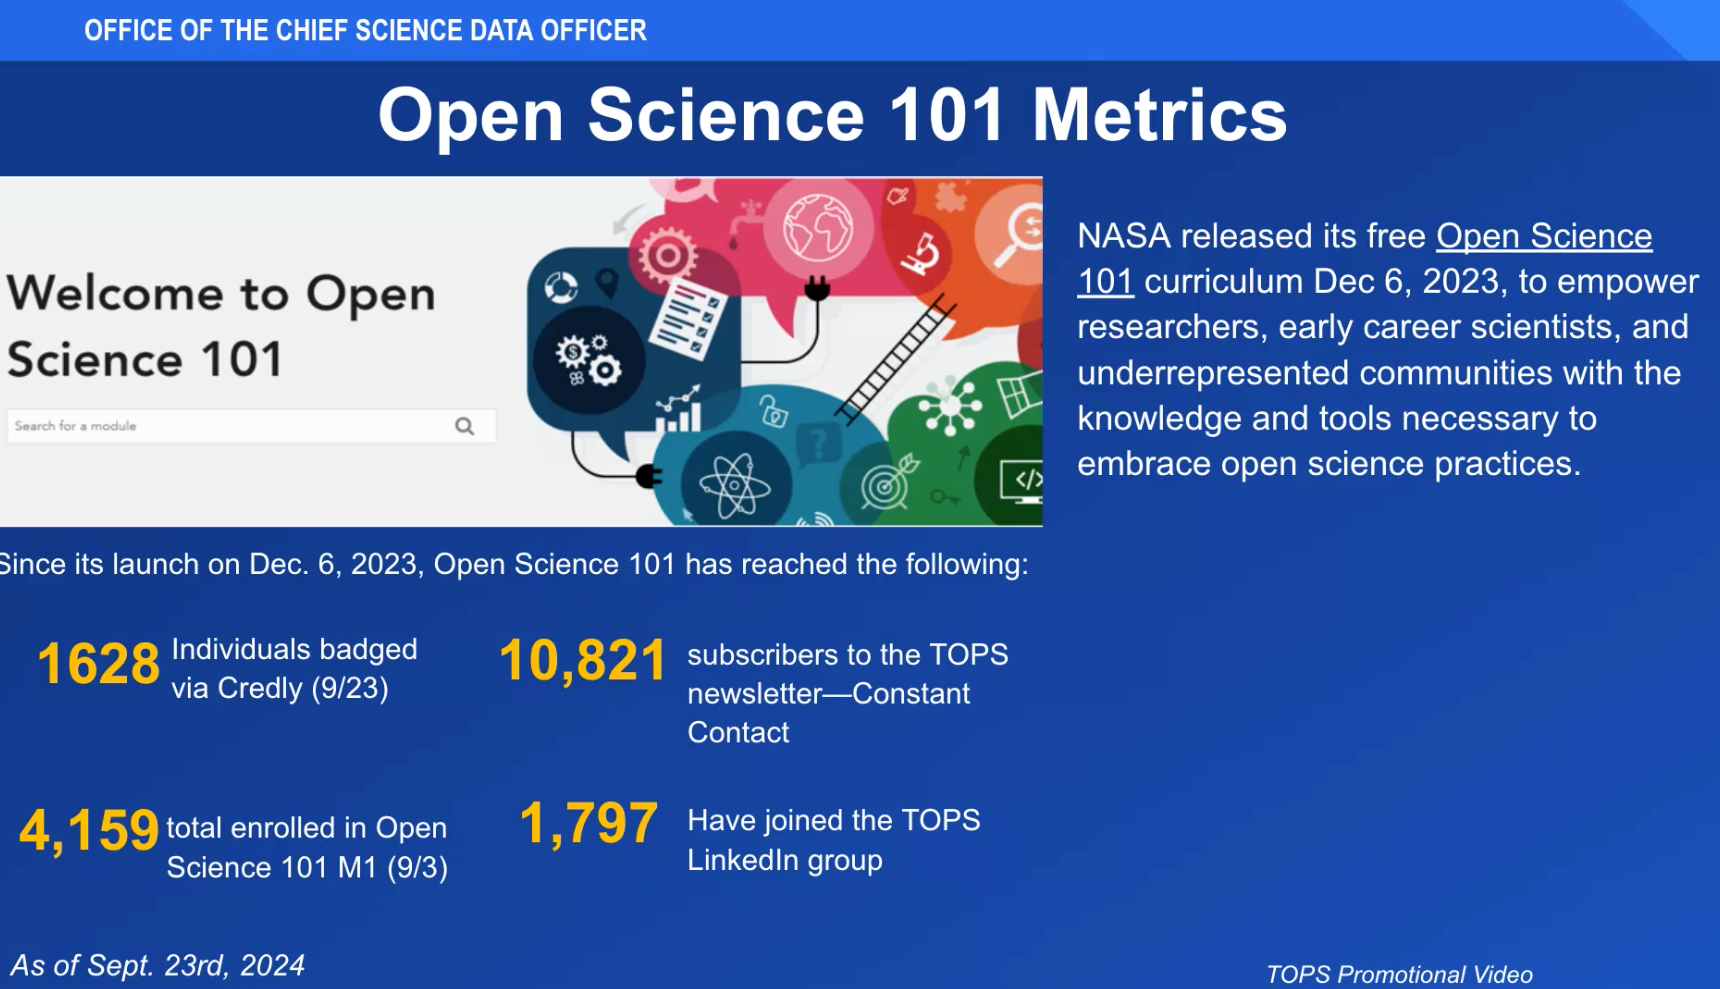 OFFICE OF THE CHIEF SCIENCE DATA OFFICER
Open Science 101 Metrics
Welcome to Open
Science 101
Search for a module
NASA released its free Open Science
101 curriculum Dec 6, 2023, to empower
researchers, early career scientists, and
underrepresented communities with the
knowledge and tools necessary to
embrace open science practices.
Since its launch on Dec. 6, 2023, Open Science 101 has reached the following:
1628
Individuals badged
via Credly (9/23)
10,821
subscribers to the TOPS
newsletter—Constant
Contact
4,159
total enrolled in Open
Science 101 M1 (9/3)
1,797
Have joined the TOPS
LinkedIn group
As of Sept. 23rd, 2024
TOPS Promotional Video